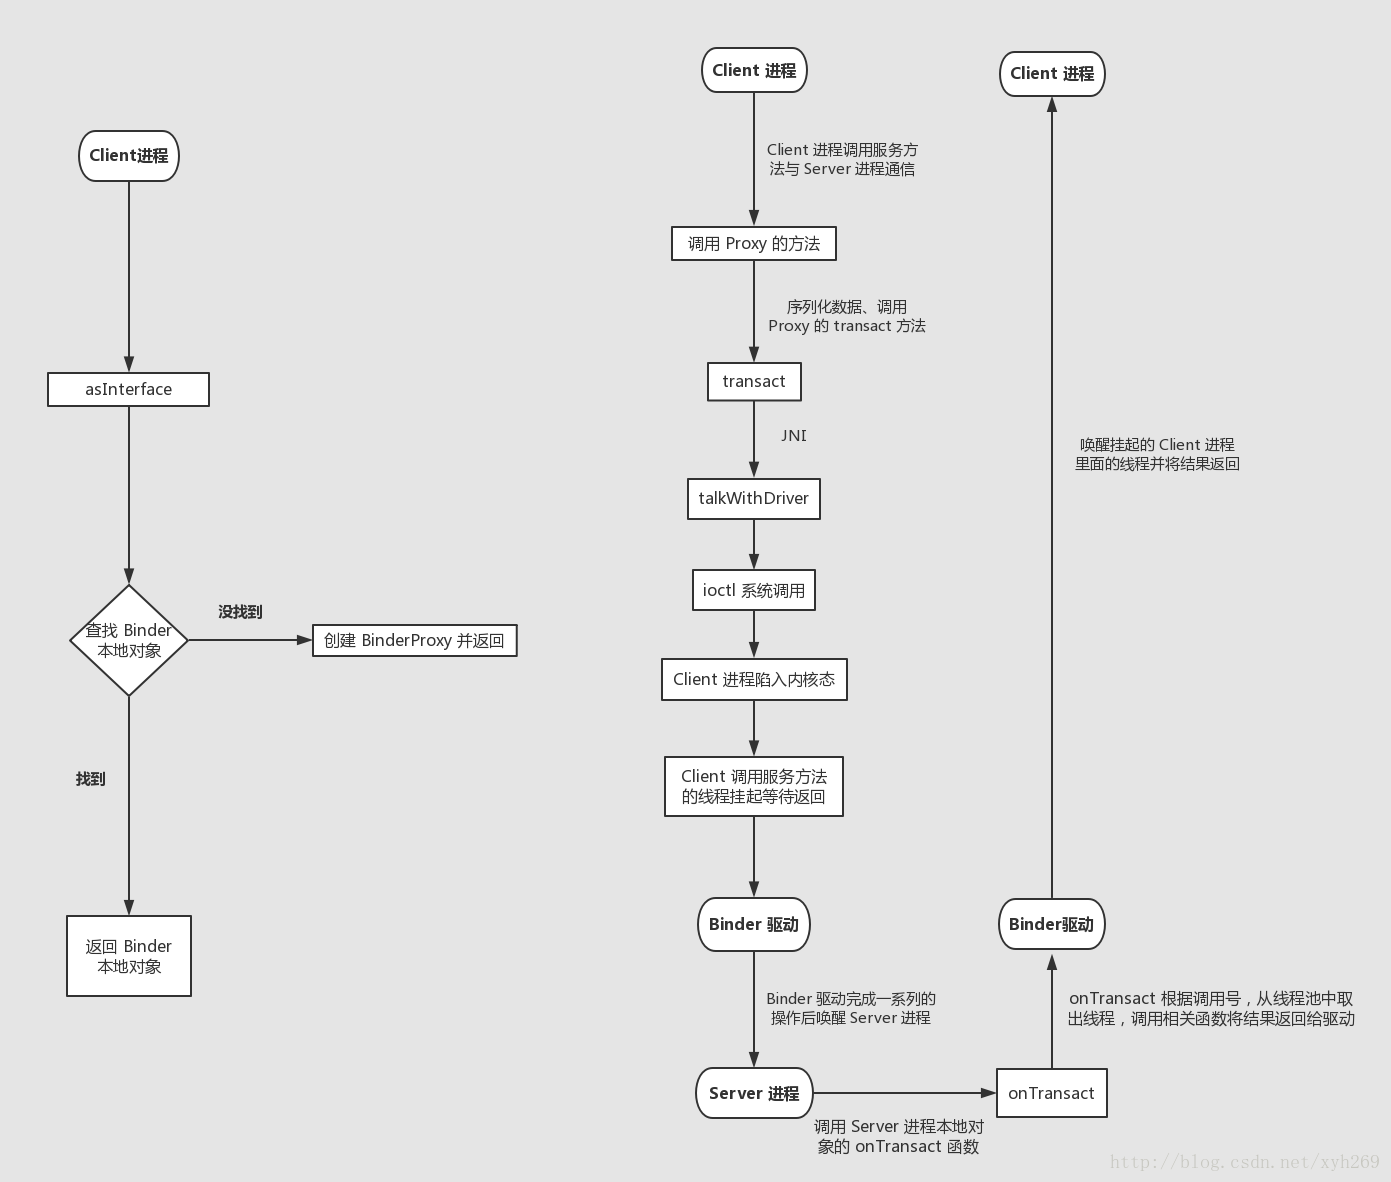 Client进程
asInterface
查找 Binder
本地对象
没找到
创建 BinderProxy 并返回
找到
返回 Binder
本地对象
Client 进程
Client 进程调用服务方
法与 Server 进程通信
调用 Proxy 的方法
序列化数据、调用
Proxy 的 transact 方法
transact
JNI
talkWithDriver
ioctl 系统调用
Client 进程陷入内核态
Client 调用服务方法
的线程挂起等待返回
Binder 驱动
Binder 驱动完成一系列的
操作后唤醒 Server 进程
Server 进程
调用 Server 进程本地对
象的 onTransact 函数
onTransact
onTransact 根据调用号，从线程池中取
出线程，调用相关函数将结果返回给驱动
Binder驱动
唤醒挂起的 Client 进程
里面的线程并将结果返回
Client 进程
http://blog.csdn.net/xyh269